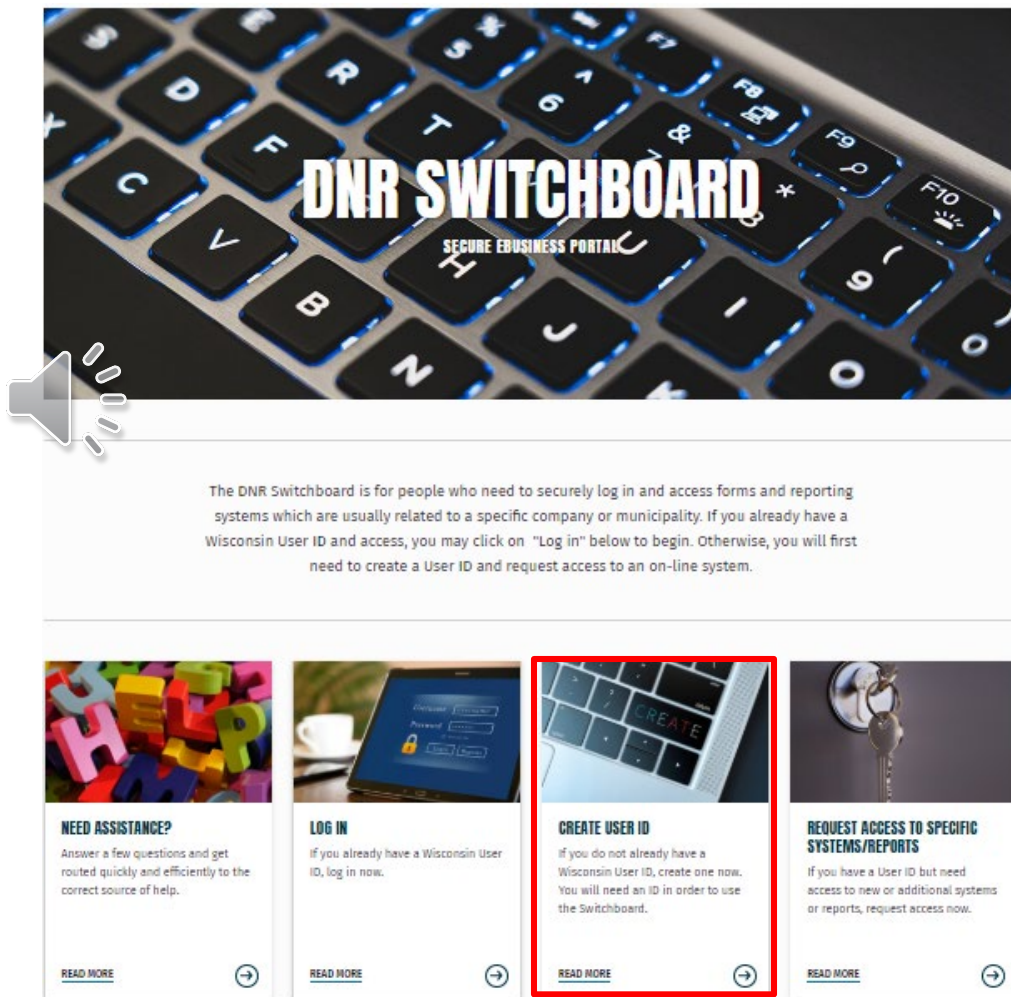 DNR SWITCHBOARD
SECURE EBUSINESS PORTAL
The DNR Switchboard is for people who need to securely log in and access forms and reporting
systems which are usually related to a specific company or municipality. If you already have a
Wisconsin User ID and access, you may click on "Log in" below to begin. Otherwise, you will first
need to create a User ID and request access to an on-line system.
NEED ASSISTANCE?
Answer a few questions and get
routed quickly and efficiently to the
correct source of help.
READ MORE
LOG IN
If you already have a Wisconsin User
ID, log in now.
READ MORE
CREATE
CREATE USER ID
If you do not already have a
Wisconsin User ID, create one now.
You will need an ID in order to use
the Switchboard.
READ MORE
REQUEST ACCESS TO SPECIFIC
SYSTEMS/REPORTS
If you have a User ID but need
access to new or additional systems
or reports, request access now.
READ MORE